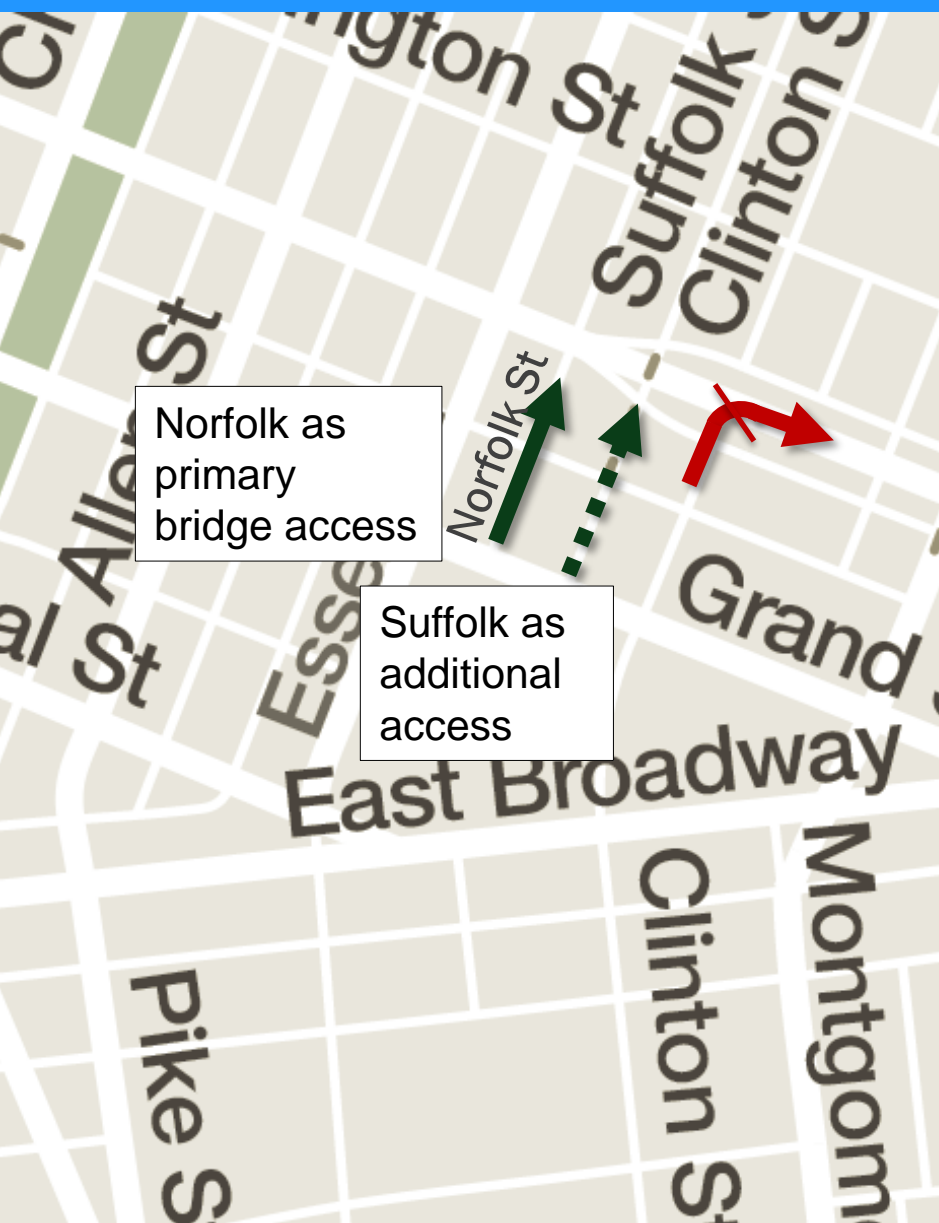 Cl
ngton St
Suffolk S
Clinton S
Allen St
Norfolk St
Norfolk as
primary
bridge access
Esse
Suffolk as
additional
access
Grand S
al St
East Broadway
Pike S
Clinton St
Montgom